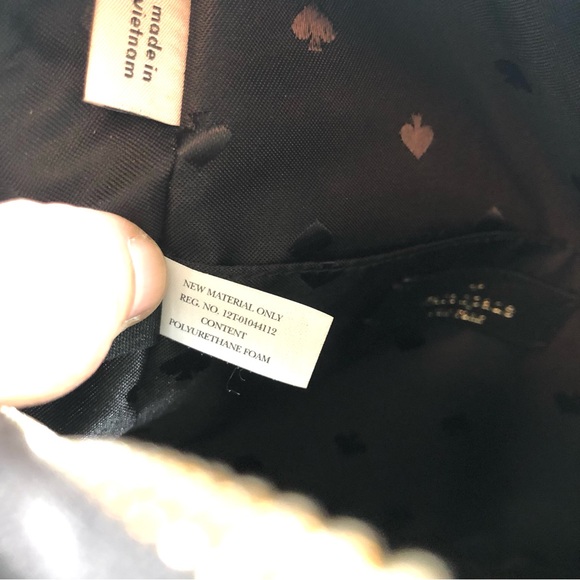 made in
vietnam
NEW MATERIAL ONLY
REG. NO. 12T-01044112
CONTENT
POLYURETHANE FOAM